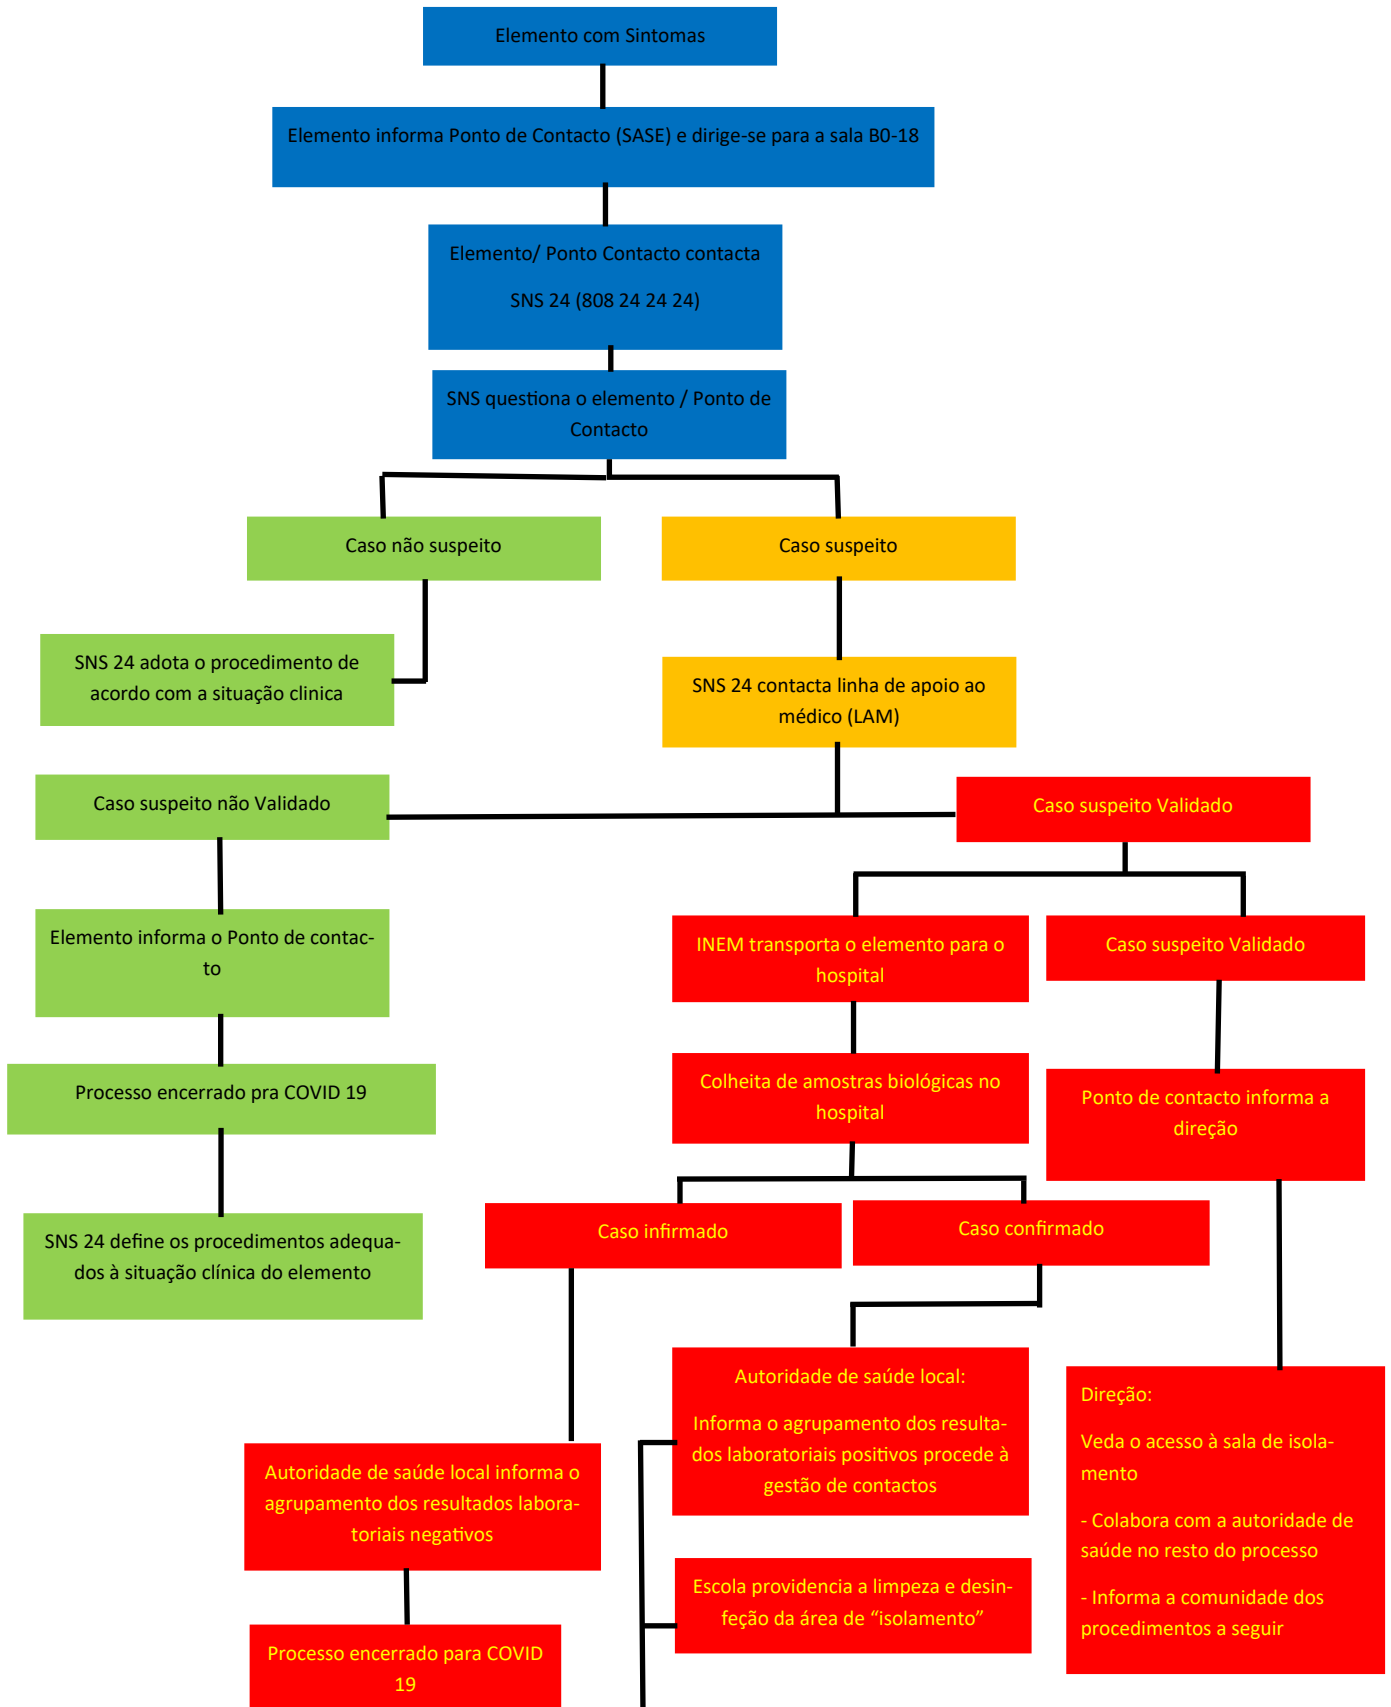 Elemento com Sintomas
Elemento informa Ponto de Contacto (SASE) e dirige-se para a sala B0-18
Elemento/ Ponto Contacto contacta
SNS 24 (808 24 24 24)
SNS questiona o elemento / Ponto de
Contacto
Caso não suspeito
Caso suspeito
SNS 24 adota o procedimento de
acordo com a situação clinica
SNS 24 contacta linha de apoio ao
médico (LAM)
Caso suspeito não Validado
Caso suspeito Validado
Elemento informa o Ponto de contac-
to
INEM transporta o elemento para o
hospital
Caso suspeito Validado
Processo encerrado pra COVID 19
Colheita de amostras biológicas no
hospital
Ponto de contacto informa a
direção
SNS 24 define os procedimentos adequa-
dos à situação clínica do elemento
Caso infirmado
Caso confirmado
Autoridade de saúde local:
Informa o agrupamento dos resulta-
dos laboratoriais positivos procede à
gestão de contactos
Direção:
Veda o acesso à sala de isola-
mento
- Colabora com a autoridade de
saúde no resto do processo
- Informa a comunidade dos
procedimentos a seguir
Autoridade de saúde local informa o
agrupamento dos resultados labora-
toriais negativos
Escola providencia a limpeza e desin-
feção da área de “isolamento”
Processo encerrado para COVID
19